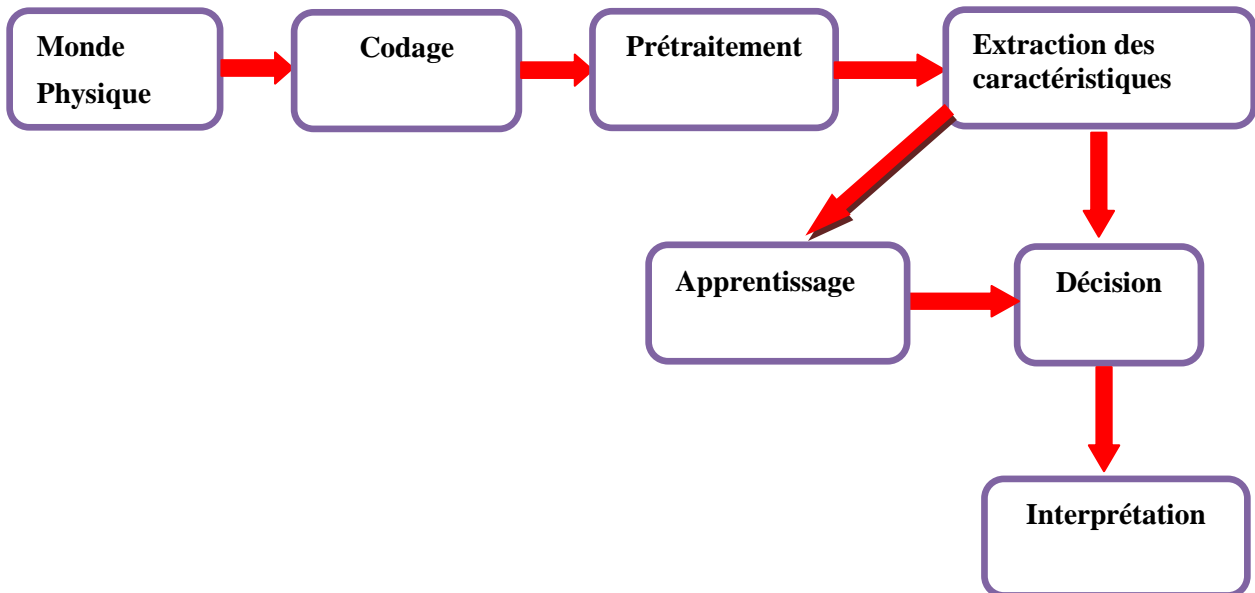 Monde
Physique
Codage
Prétraitement
Extraction des
caractéristiques
Apprentissage
Décision
Interprétation